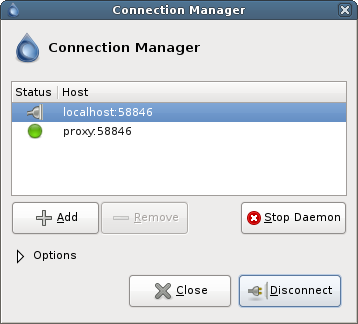 Connection Manager
Connection Manager
Status Host
localhost:58846
proxy:58846
Add Remove Stop Daemon
Options
Close Disconnect